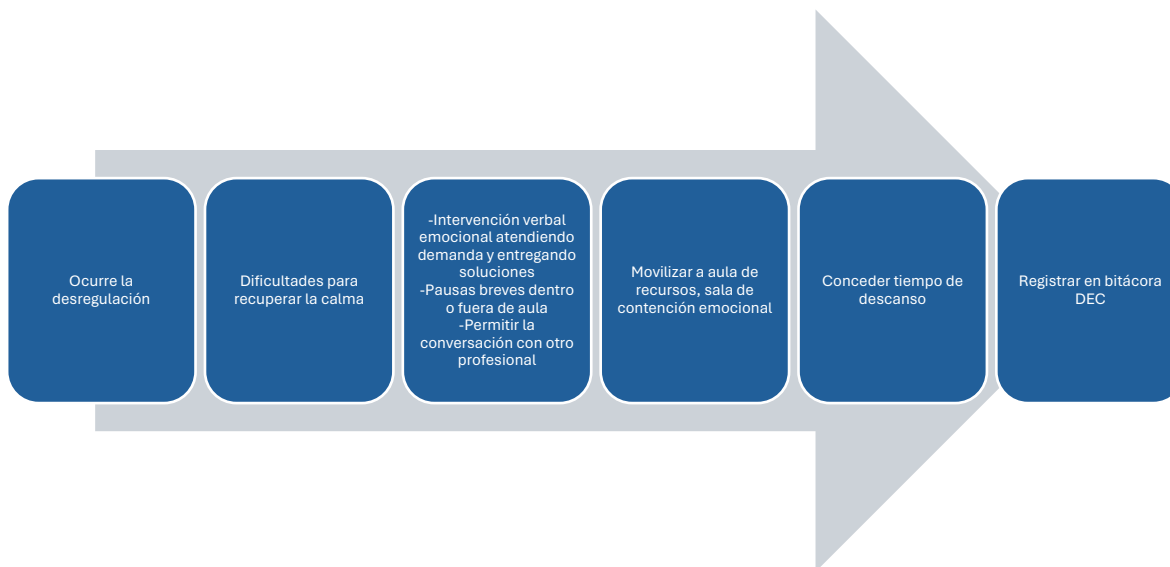 Ocurre la
desregulación
Dificultades para
recuperar la calma
-Intervención verbal
emocional atendiendo
demanda y entregando
soluciones
-Pausas breves dentro
o fuera de aula
-Permitir la
conversación con otro
profesional
Movilizar a aula de
recursos, sala de
contención emocional
Conceder tiempo de
descanso
Registrar en bitácora
DEC